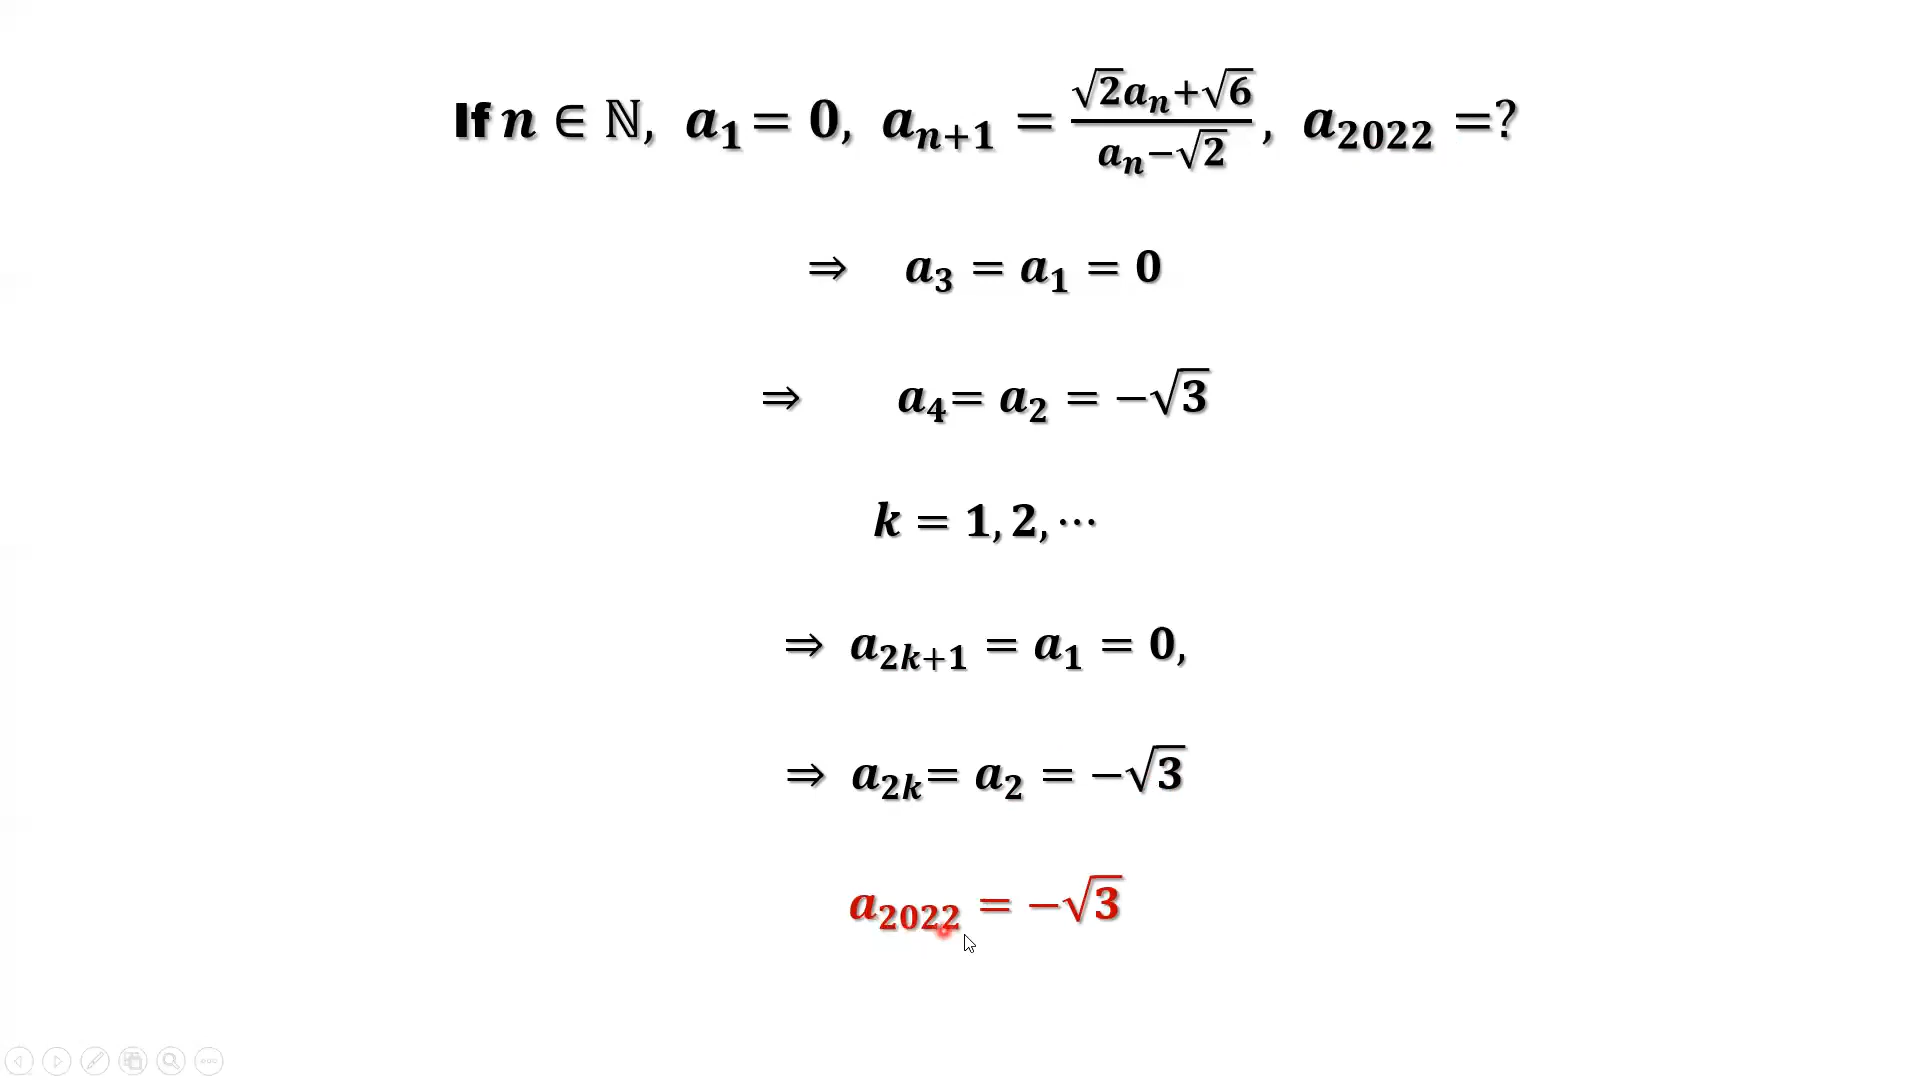 If n ∈ ℕ, a₁ = 0, aₙ₊₁ = (√2aₙ+√6)/(aₙ−√2), a₂₀₂₂ =?
⇒ a₃ = a₁ = 0
⇒ a₄= a₂ = −√3
k = 1, 2, ⋯
⇒ a₂ₖ₊₁ = a₁ = 0,
⇒ a₂ₖ= a₂ = −√3
a₂₀₂₂ = −√3